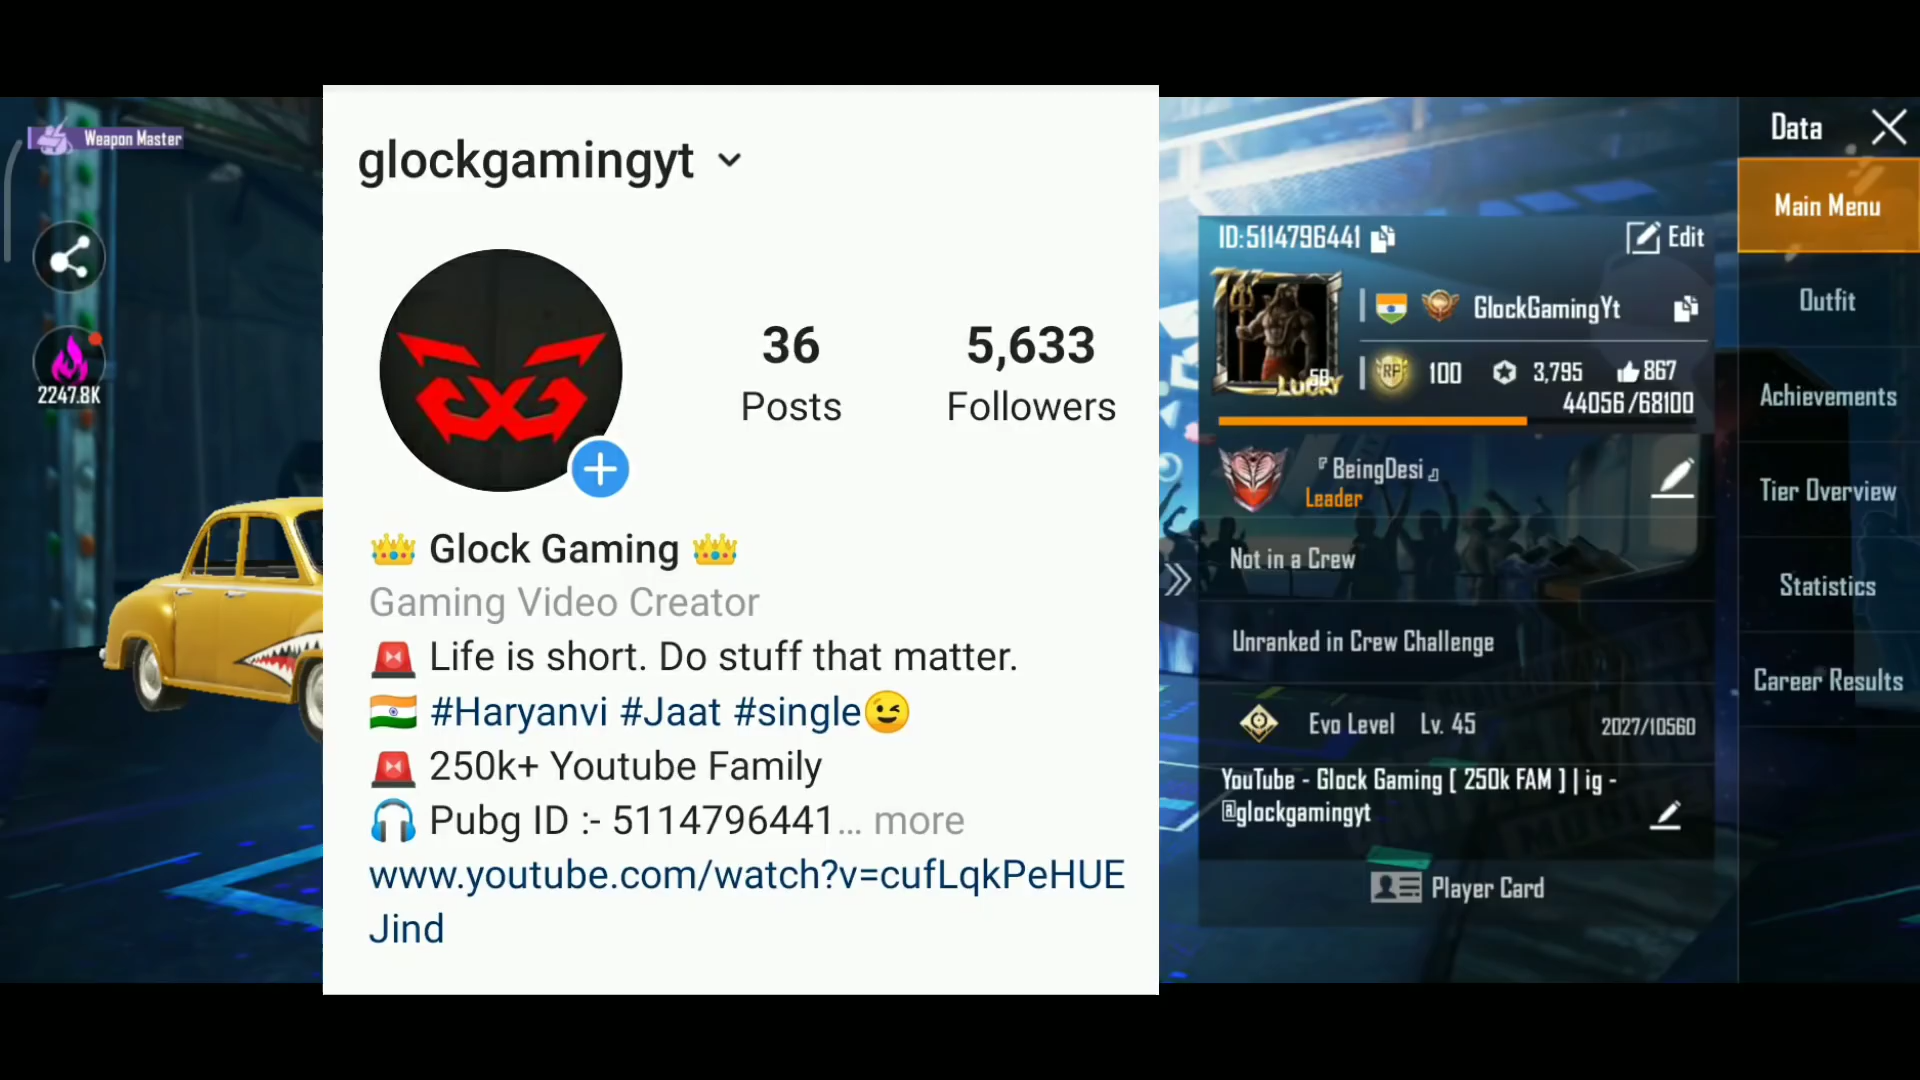 Weapon Master
2247.8K
glockgamingyt
36
Posts
5,633
Followers
👑 Glock Gaming 👑
Gaming Video Creator
🚨 Life is short. Do stuff that matter.
🇮🇳 #Haryanvi #Jaat #single😉
🚨 250k+ Youtube Family
🎧 Pubg ID :- 5114796441... more
www.youtube.com/watch?v=cufLqkPeHUE
Jind
ID:5114796441
Edit
LUCKY
GlockGamingYt
RP 100 3,795 867
44056/68100
『BeingDesi』
Leader
Not in a Crew
Unranked in Crew Challenge
Evo Level Lv. 45 2027/10560
YouTube - Glock Gaming [ 250k FAM ] | ig -
@glockgamingyt
Player Card
Data
Main Menu
Outfit
Achievements
Tier Overview
Statistics
Career Results